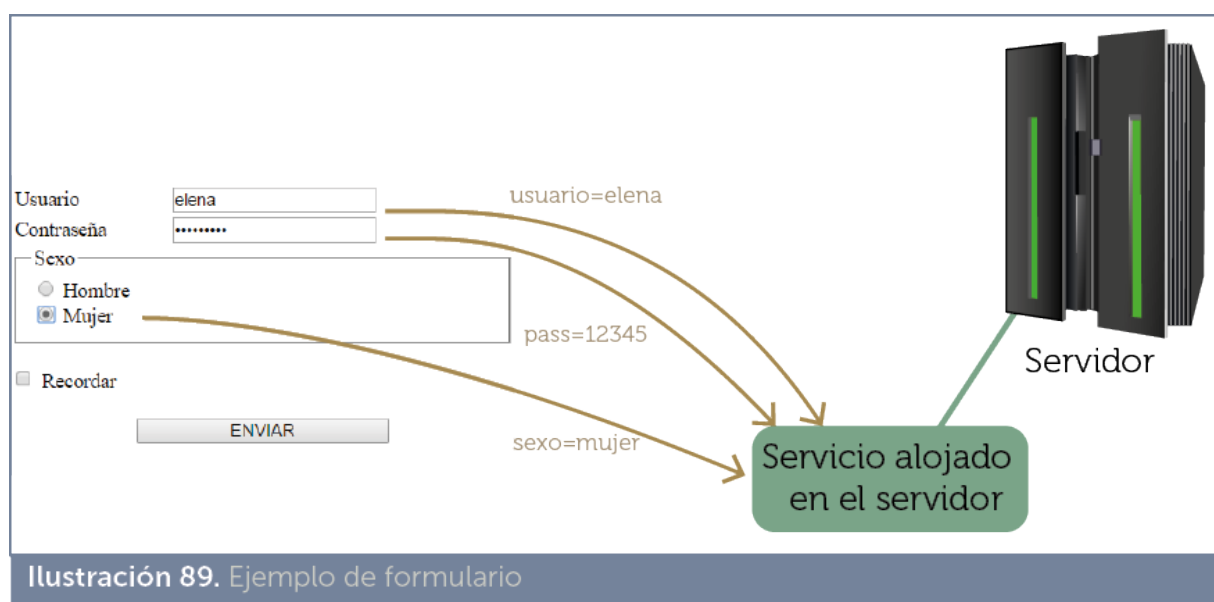 Usuario
elena
usuario=elena
Contraseña
•••••••••
Sexo
Hombre
Mujer
pass=12345
Recordar
ENVIAR
sexo=mujer
Servidor
Servicio alojado
en el servidor
Ilustración 89. Ejemplo de formulario